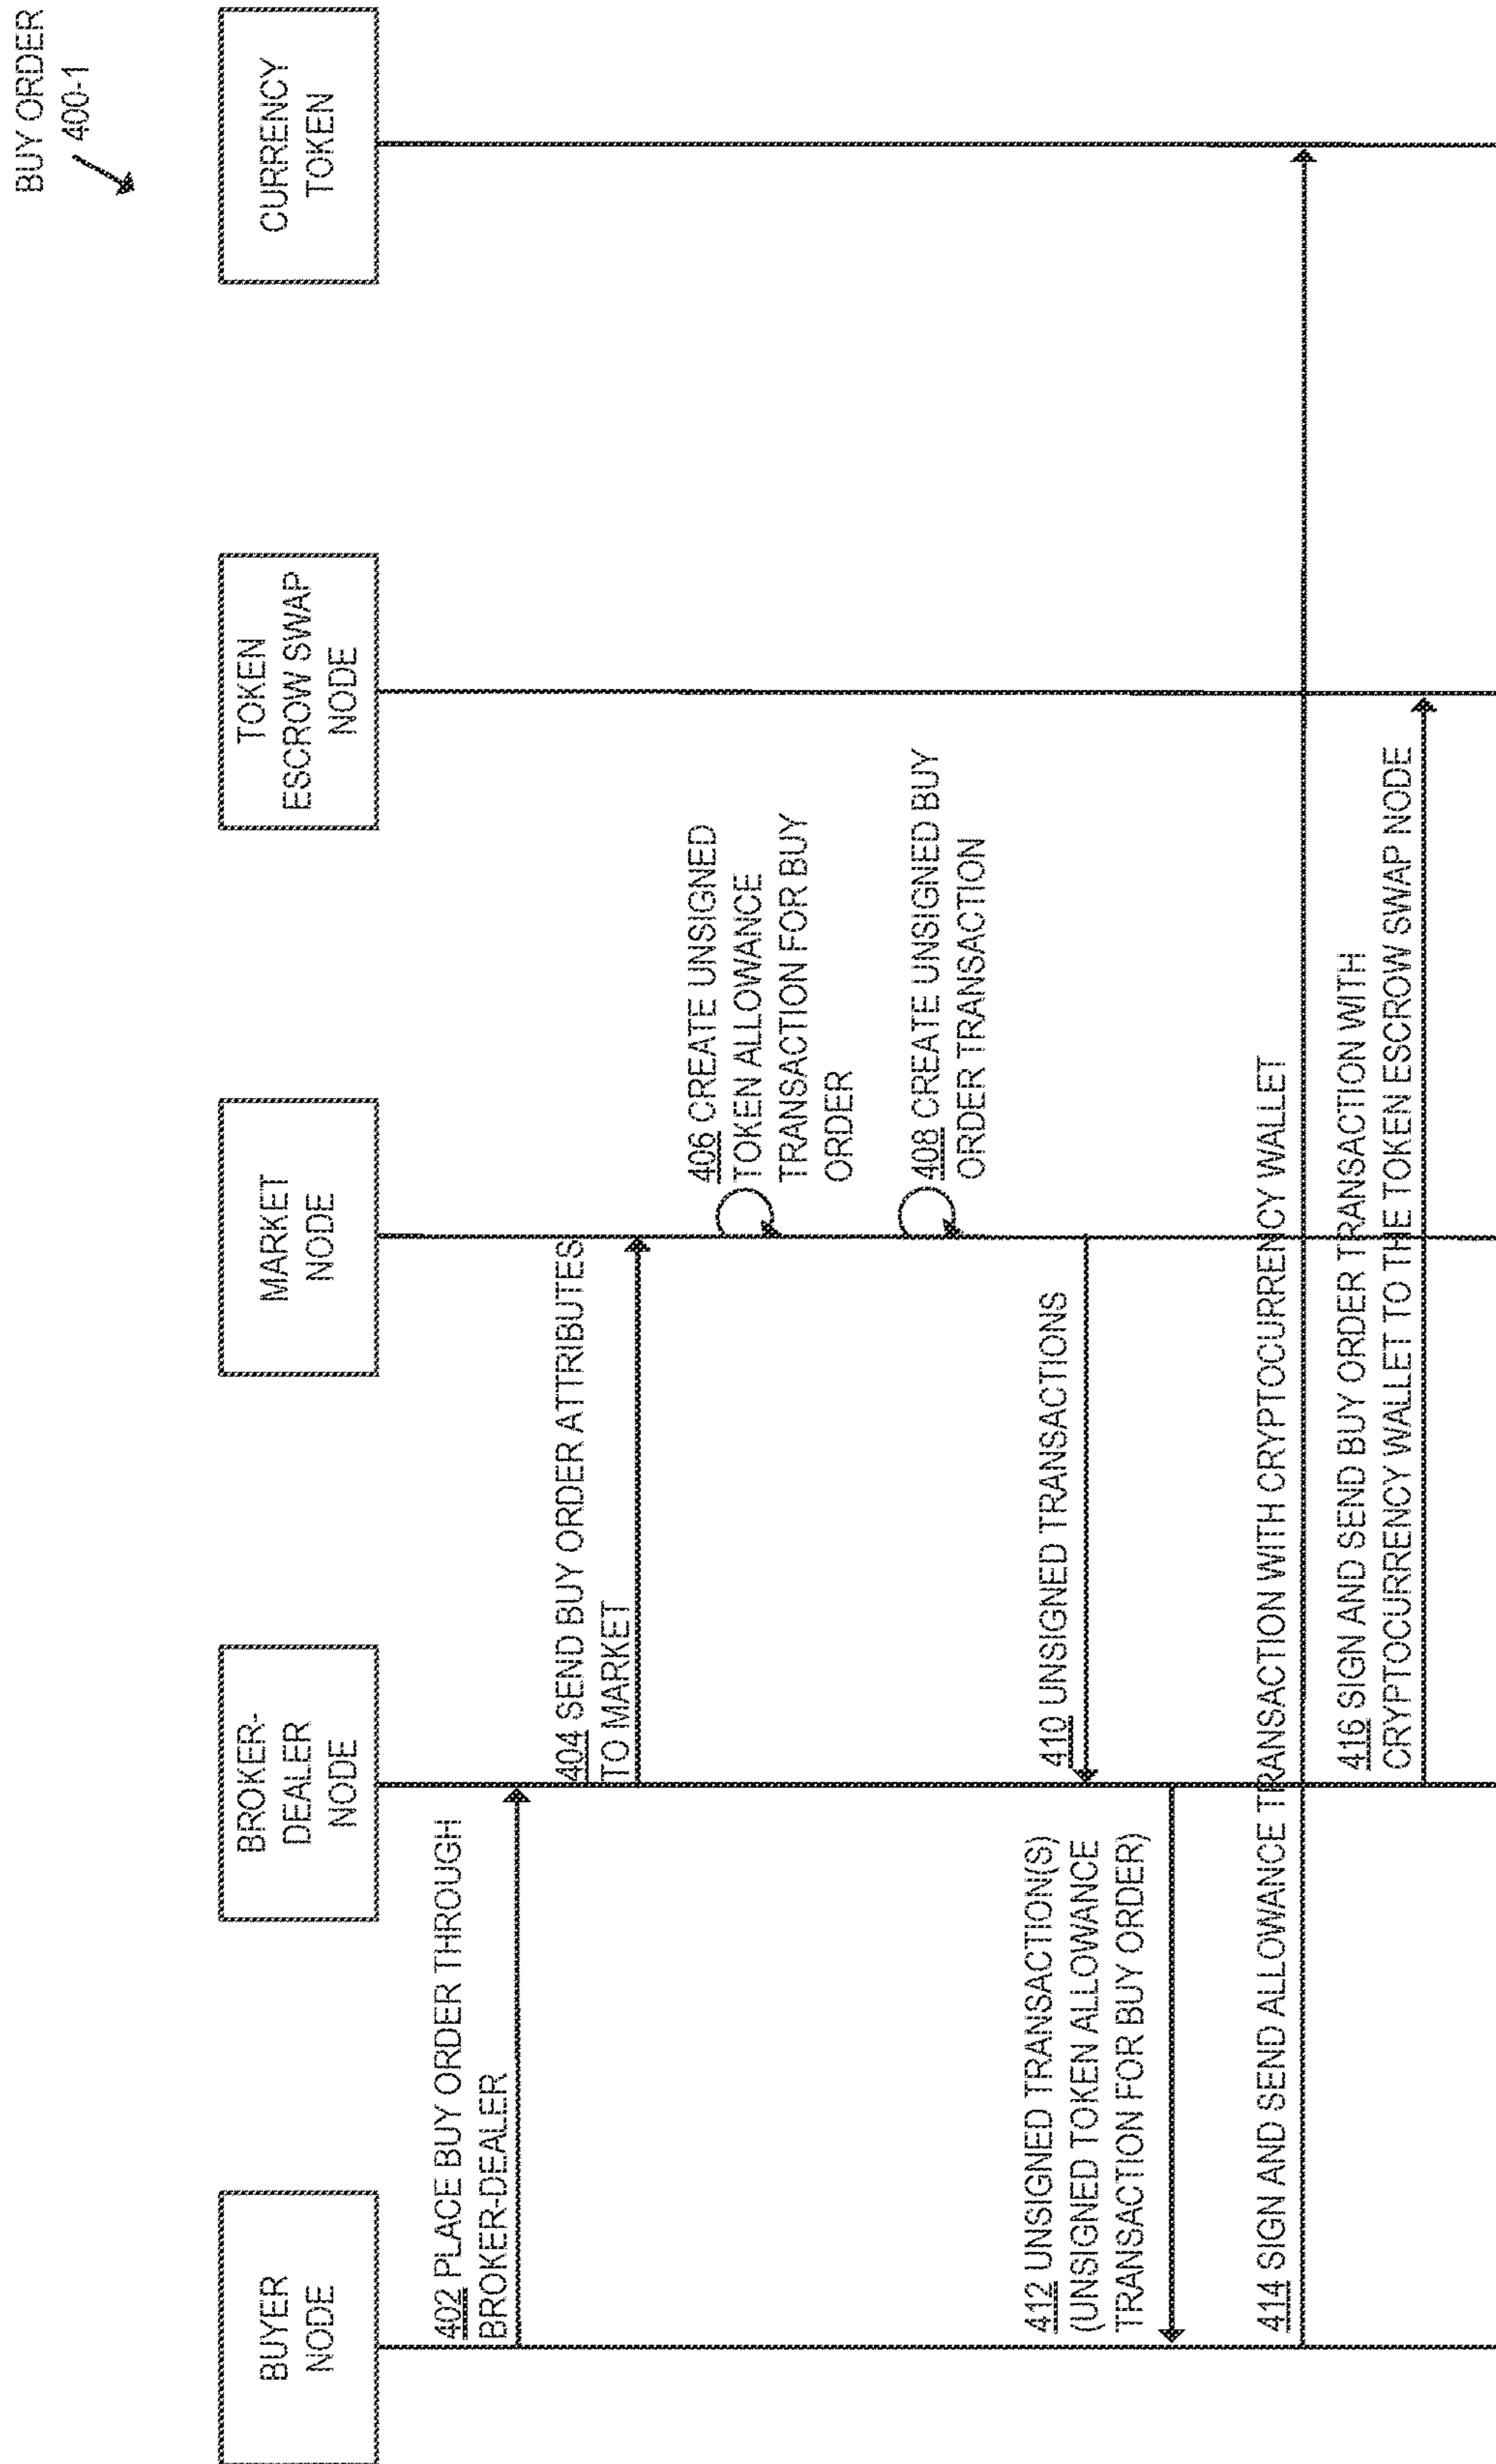 BUY ORDER
400-1
BUYER
NODE
BROKER-
DEALER
NODE
MARKET
NODE
TOKEN
ESCROW SWAP
NODE
CURRENCY
TOKEN
402 PLACE BUY ORDER THROUGH
BROKER-DEALER
404 SEND BUY ORDER ATTRIBUTES
TO MARKET
406 CREATE UNSIGNED
TOKEN ALLOWANCE
TRANSACTION FOR BUY
ORDER
408 CREATE UNSIGNED BUY
ORDER TRANSACTION
410 UNSIGNED TRANSACTIONS
412 UNSIGNED TRANSACTION(S)
(UNSIGNED TOKEN ALLOWANCE
TRANSACTION FOR BUY ORDER)
414 SIGN AND SEND ALLOWANCE TRANSACTION WITH CRYPTOCURRENCY WALLET
416 SIGN AND SEND BUY ORDER TRANSACTION WITH
CRYPTOCURRENCY WALLET TO THE TOKEN ESCROW SWAP NODE